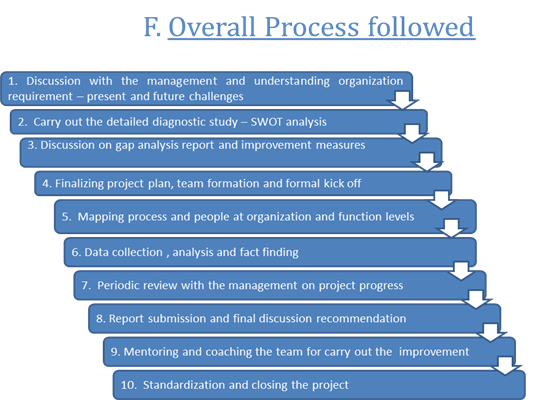 F. Overall Process followed
1. Discussion with the management and understanding organization
requirement – present and future challenges
2. Carry out the detailed diagnostic study – SWOT analysis
3. Discussion on gap analysis report and improvement measures
4. Finalizing project plan, team formation and formal kick off
5. Mapping process and people at organization and function levels
6. Data collection , analysis and fact finding
7. Periodic review with the management on project progress
8. Report submission and final discussion recommendation
9. Mentoring and coaching the team for carry out the improvement
10. Standardization and closing the project